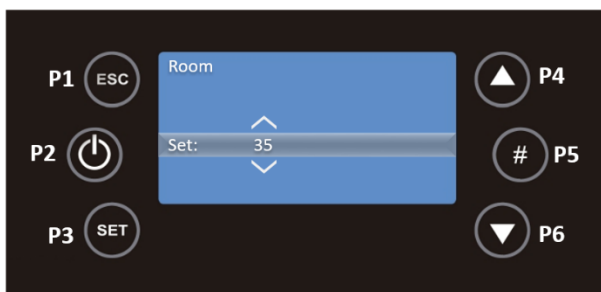 P1 ESC
Room
P4
P2
Set: 35
# P5
P3 SET
P6